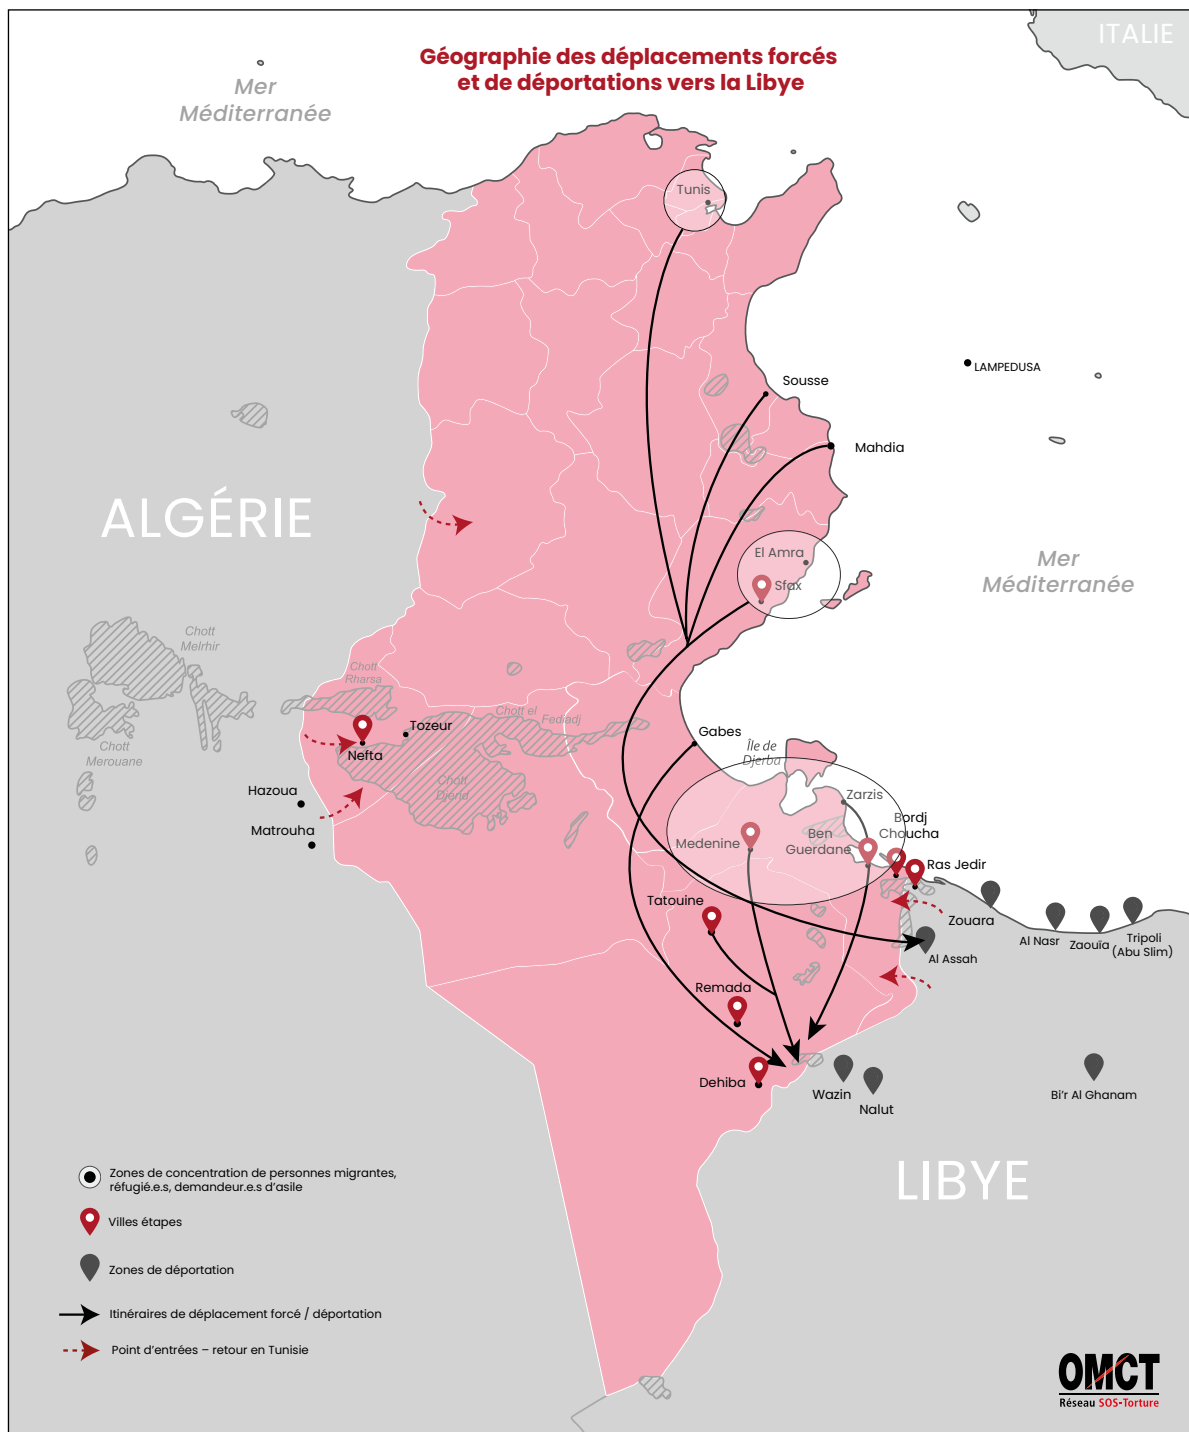 Géographie des déplacements forcés
et de déportations vers la Libye
ITALIE
Mer
Méditerranée
Tunis
LAMPEDUSA
Sousse
Mahdia
ALGÉRIE
El Amra
Sfax
Mer
Méditerranée
Chott
Melrhir
Chott
Rharsa
Chott el
Fediadj
Tozeur
Nefta
Chott
Merouane
Chott
Djerid
Gabes
Île de
Djerba
Hazoua
Matrouha
Zarzis
Bordj
Choucha
Ben
Guerdane
Medenine
Ras Jedir
Tatouine
Zouara
Al Nasr
Zaouïa
Tripoli
(Abu Slim)
Al Assah
Remada
Dehiba
Wazin
Nalut
Bi'r Al Ghanam
LIBYE
Zones de concentration de personnes migrantes,
réfugié.e.s, demandeur.e.s d'asile
Villes étapes
Zones de déportation
Itinéraires de déplacement forcé / déportation
Point d'entrées – retour en Tunisie
OMCT
Réseau SOS-Torture